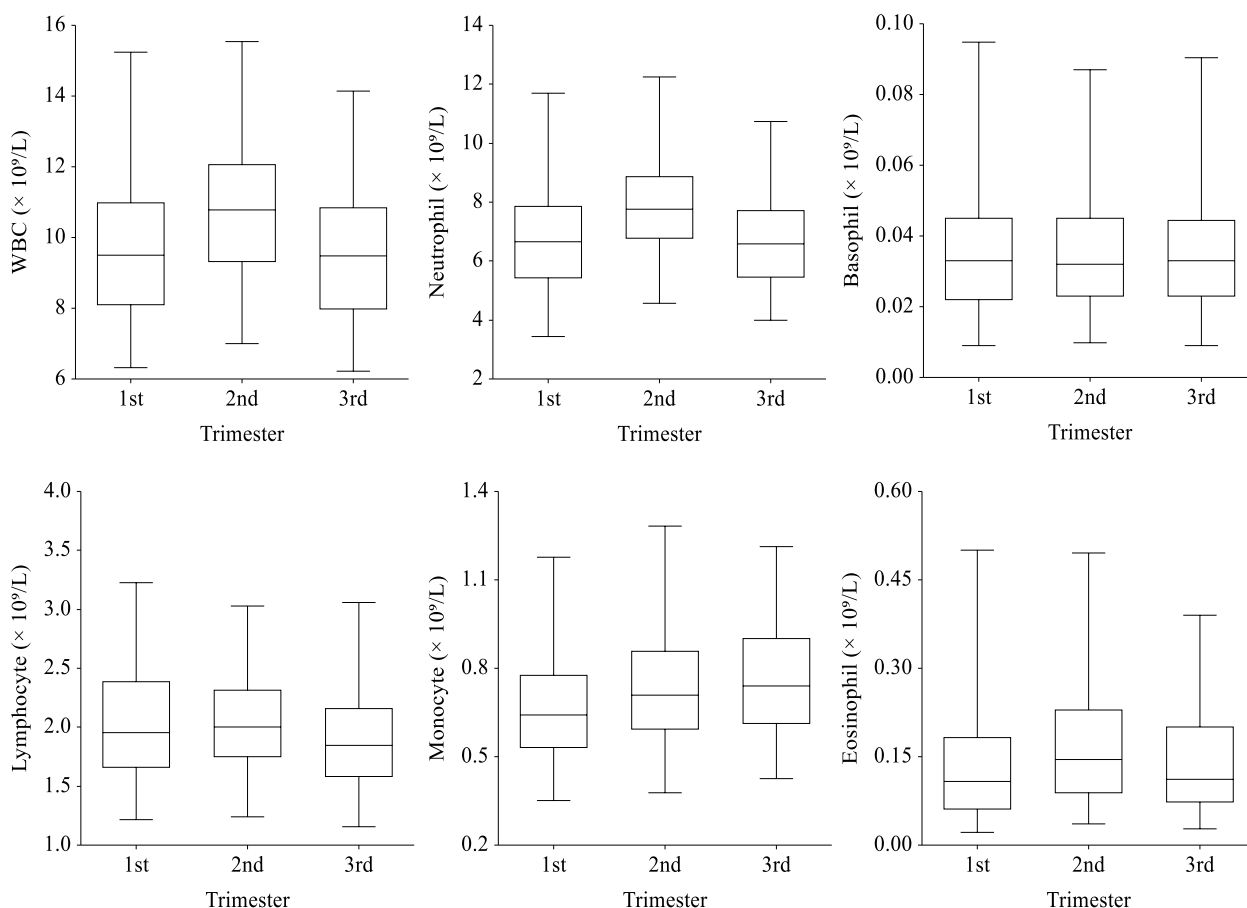 WBC (× 10⁹/L)
16
14
12
10
8
6
1st 2nd 3rd
Trimester
Neutrophil (× 10⁹/L)
14
12
10
8
6
4
2
1st 2nd 3rd
Trimester
Basophil (× 10⁹/L)
0.10
0.08
0.06
0.04
0.02
0.00
1st 2nd 3rd
Trimester
Lymphocyte (× 10⁹/L)
4.0
3.5
3.0
2.5
2.0
1.5
1.0
1st 2nd 3rd
Trimester
Monocyte (× 10⁹/L)
1.4
1.1
0.8
0.5
0.2
1st 2nd 3rd
Trimester
Eosinophil (× 10⁹/L)
0.60
0.45
0.30
0.15
0.00
1st 2nd 3rd
Trimester